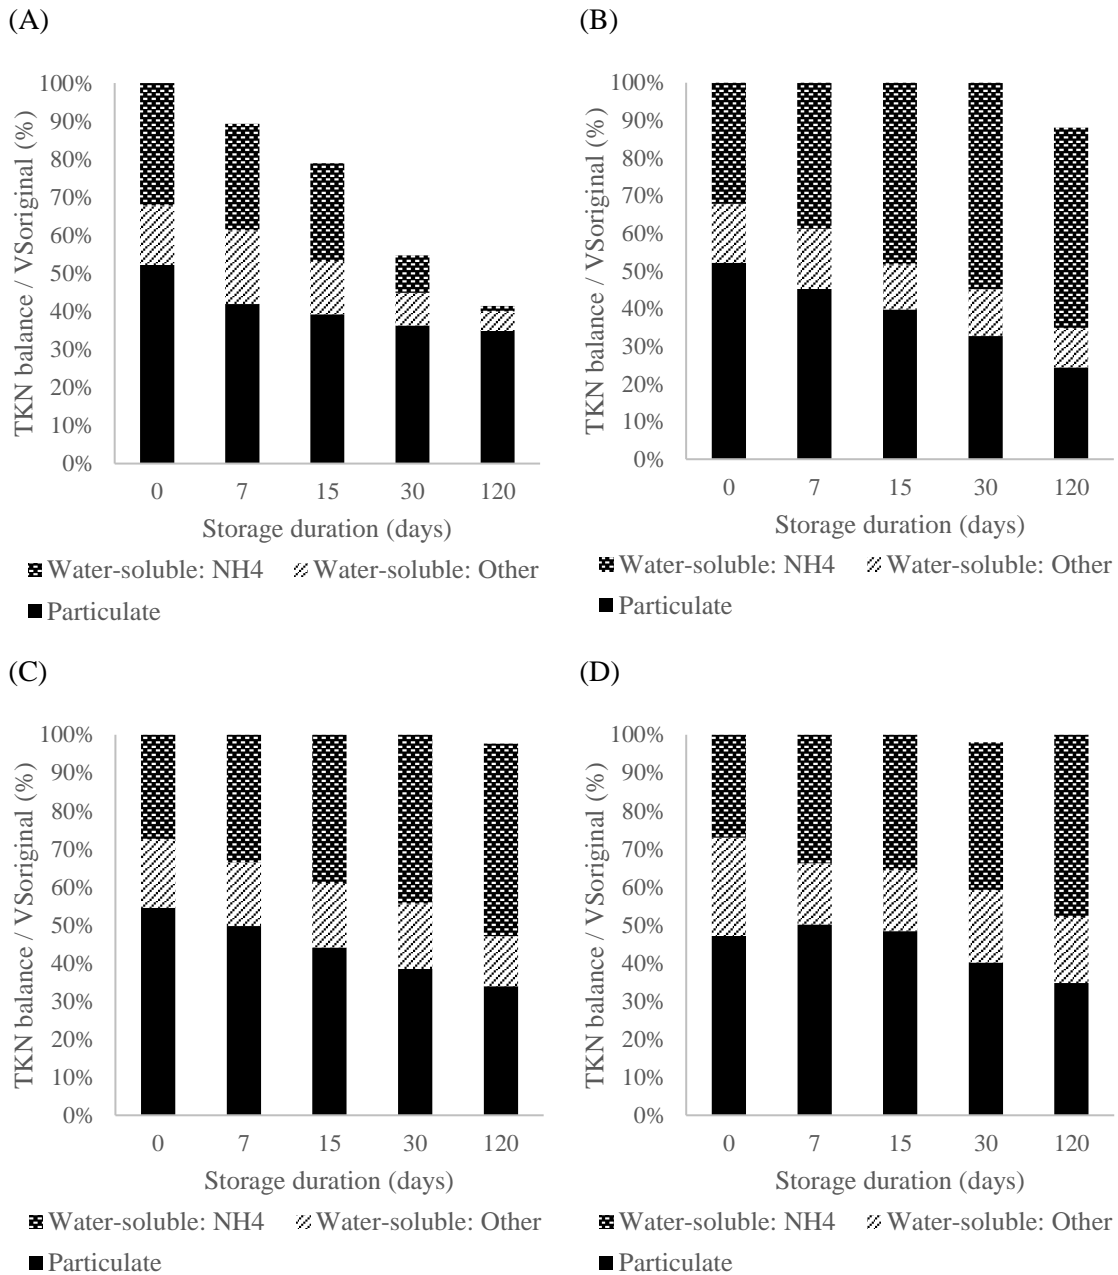 (A)
TKN balance / VSoriginal (%)
100%
90%
80%
70%
60%
50%
40%
30%
20%
10%
0%
0 7 15 30 120
Storage duration (days)
Water-soluble: NH4 Water-soluble: Other
Particulate
(B)
TKN balance / VSoriginal (%)
100%
90%
80%
70%
60%
50%
40%
30%
20%
10%
0%
0 7 15 30 120
Storage duration (days)
Water-soluble: NH4 Water-soluble: Other
Particulate
(C)
TKN balance / VSoriginal (%)
100%
90%
80%
70%
60%
50%
40%
30%
20%
10%
0%
0 7 15 30 120
Storage duration (days)
Water-soluble: NH4 Water-soluble: Other
Particulate
(D)
TKN balance / VSoriginal (%)
100%
90%
80%
70%
60%
50%
40%
30%
20%
10%
0%
0 7 15 30 120
Storage duration (days)
Water-soluble: NH4 Water-soluble: Other
Particulate